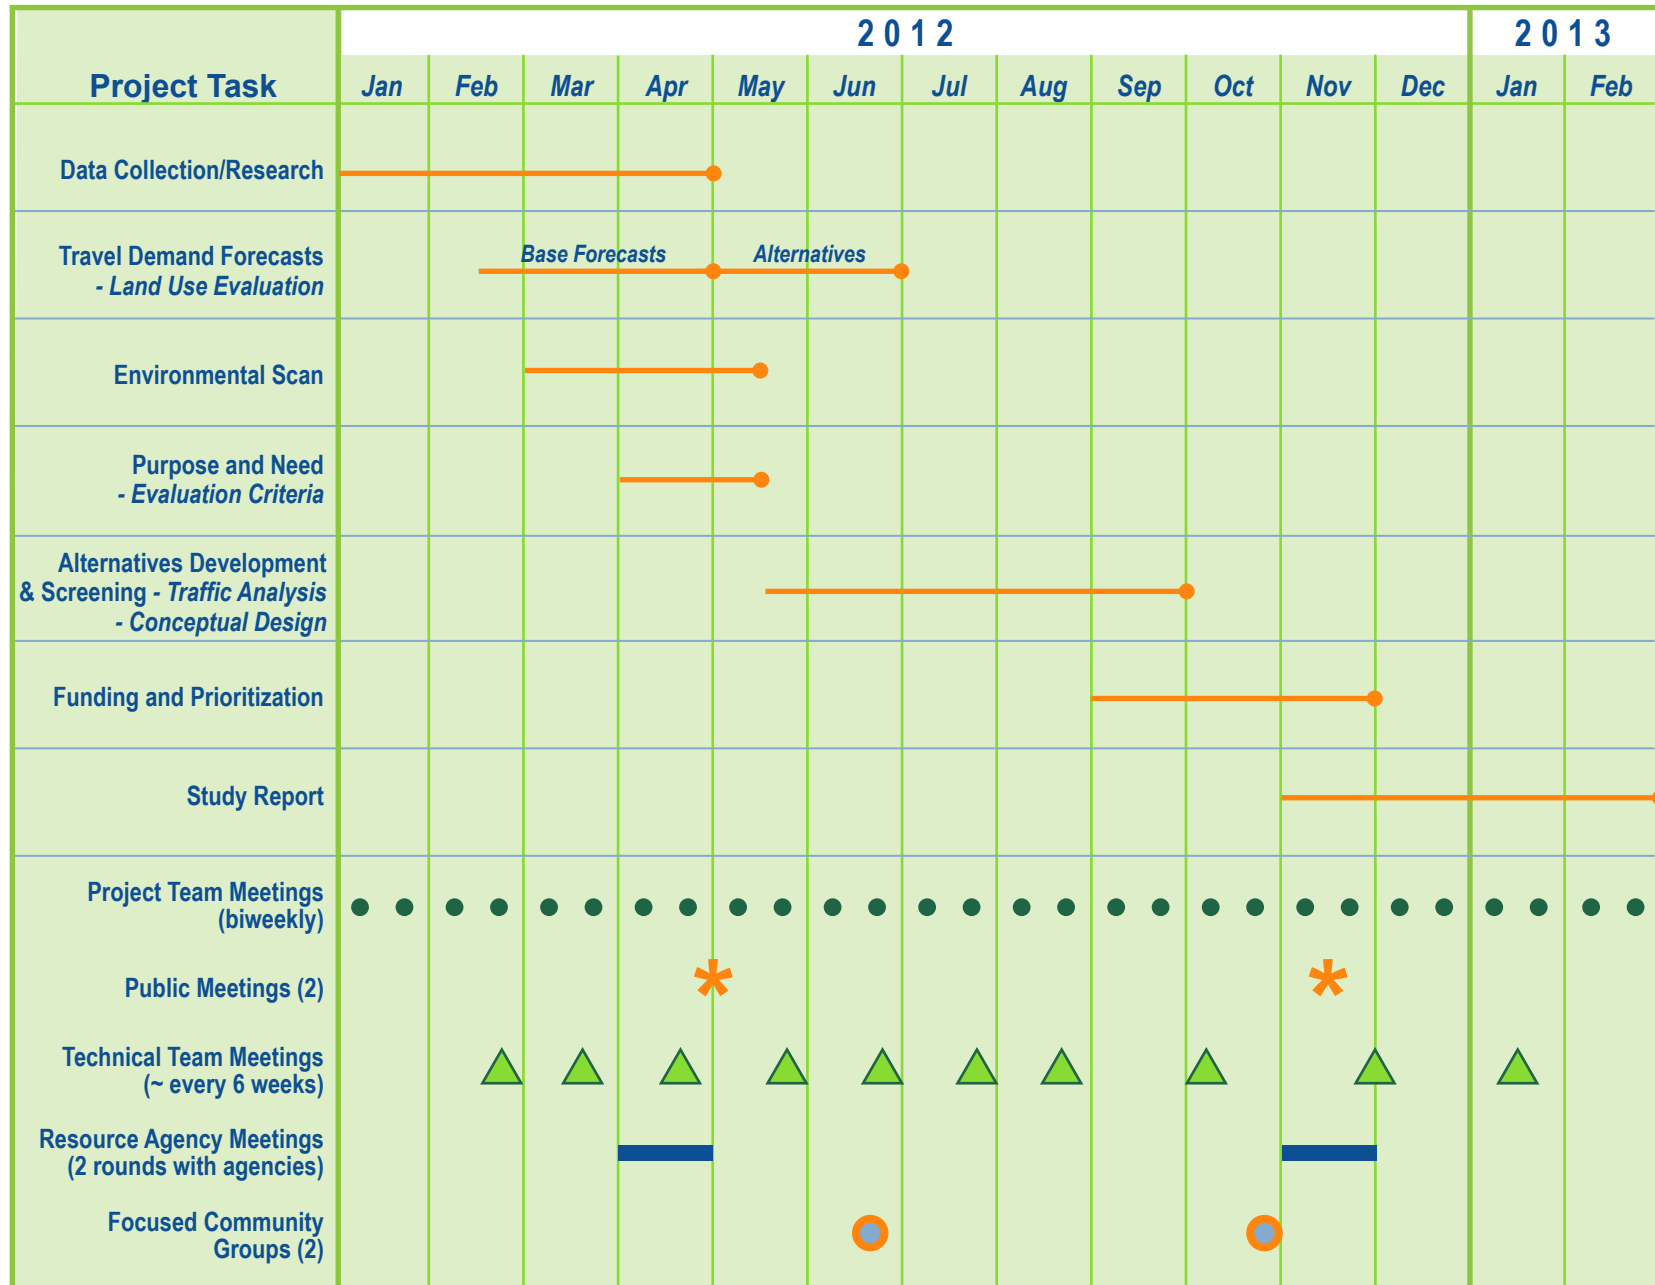 2012
2013
Project Task
Jan Feb Mar Apr May Jun Jul Aug Sep Oct Nov Dec Jan Feb
Data Collection/Research
Travel Demand Forecasts
- Land Use Evaluation
Base Forecasts
Alternatives
Environmental Scan
Purpose and Need
- Evaluation Criteria
Alternatives Development
& Screening - Traffic Analysis
- Conceptual Design
Funding and Prioritization
Study Report
Project Team Meetings
(biweekly)
Public Meetings (2)
Technical Team Meetings
(~ every 6 weeks)
Resource Agency Meetings
(2 rounds with agencies)
Focused Community
Groups (2)